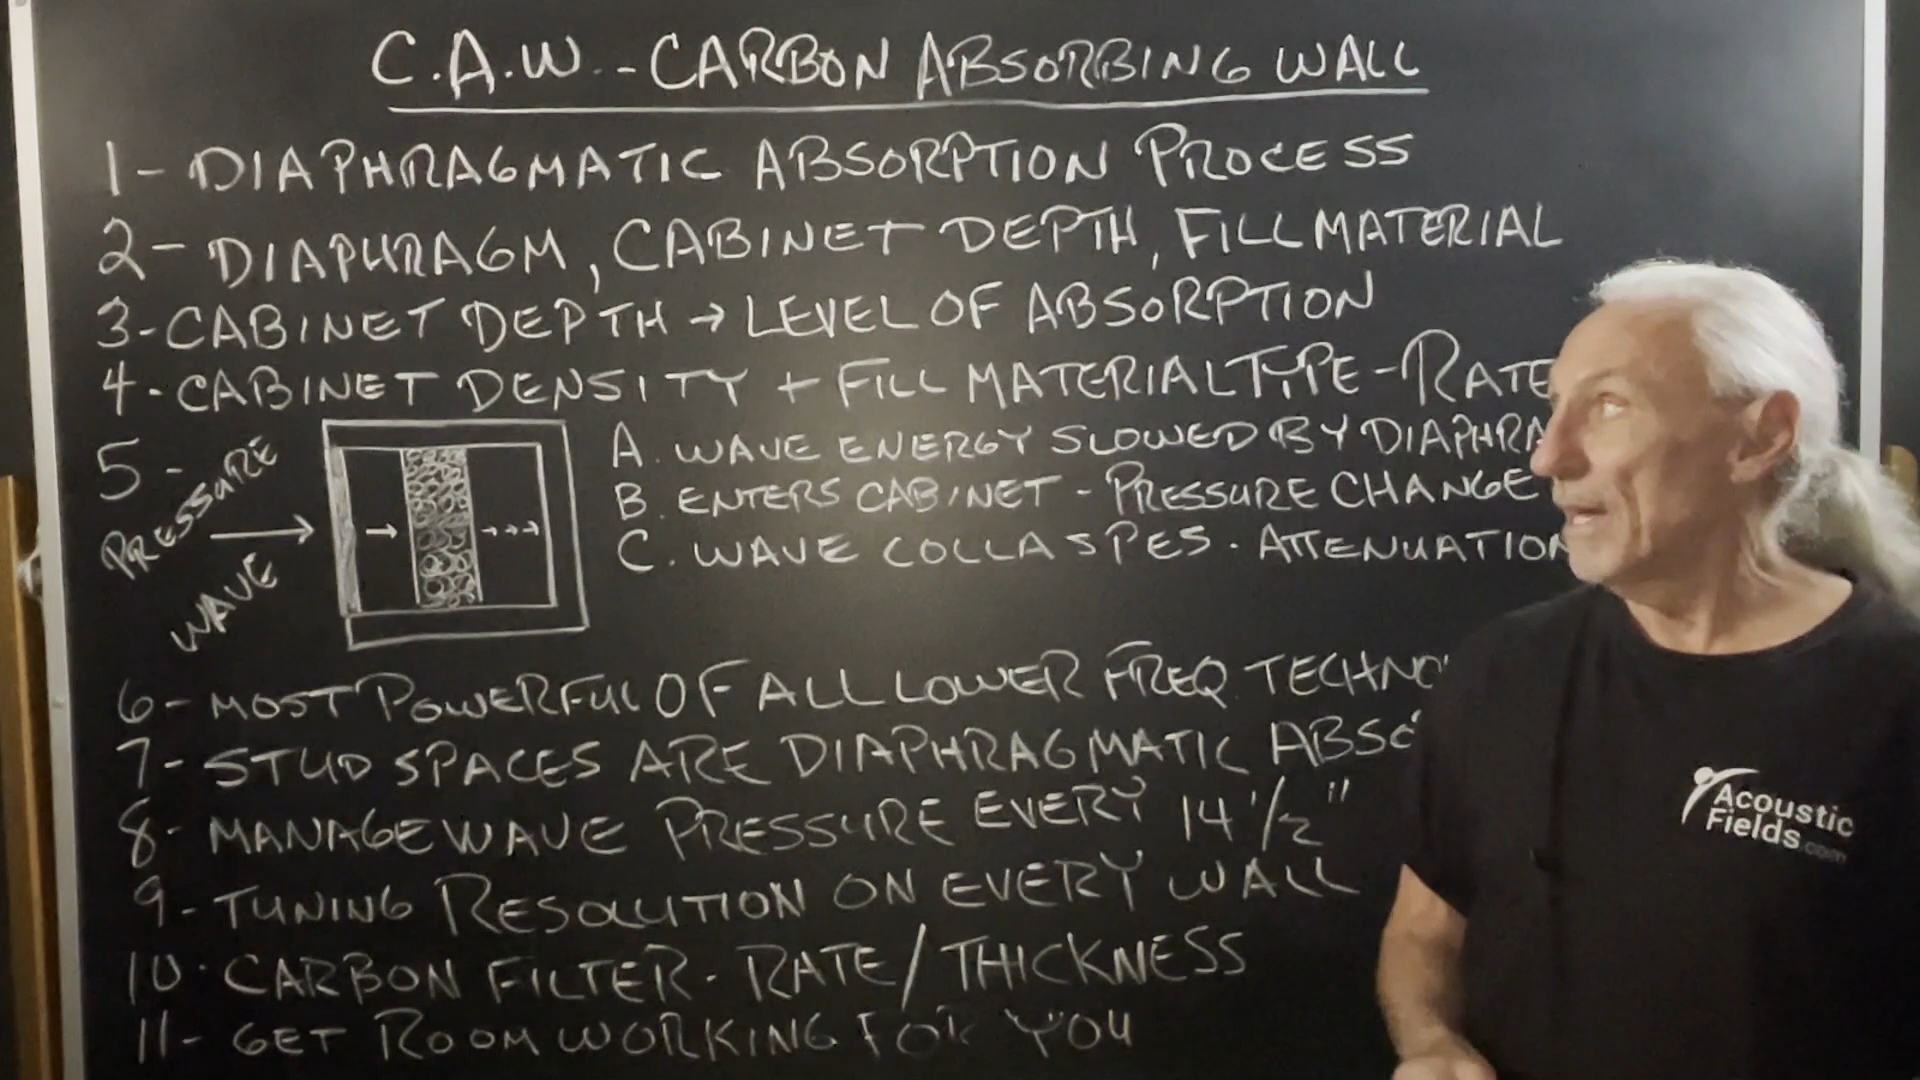 C.A.W. - CARBON ABSORBING WALL
1 - DIAPHRAGMATIC ABSORPTION PROCESS
2 - DIAPHRAGM, CABINET DEPTH, FILL MATERIAL
3 - CABINET DEPTH → LEVEL OF ABSORPTION
4 - CABINET DENSITY + FILL MATERIAL TYPE - RATE
5 -
PRESSURE
WAVE
A. WAVE ENERGY SLOWED BY DIAPHRA
B. ENTERS CABINET - PRESSURE CHANGE
C. WAVE COLLASPES. ATTENUATION
6 - MOST POWERFUL OF ALL LOWER FREQ. TECHNO
7 - STUD SPACES ARE DIAPHRAGMATIC ABSO
8 - MANAGE WAVE PRESSURE EVERY 14 1/2"
9 - TUNING RESOLUTION ON EVERY WALL
10. CARBON FILTER. RATE/THICKNESS
11 - GET ROOM WORKING FOR YOU
Acoustic
Fields.com